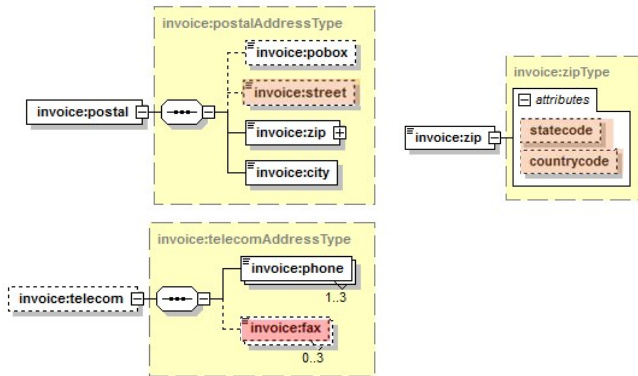 invoice:postalAddressType
invoice:pobox
invoice:street
invoice:postal
invoice:zip
invoice:city
invoice:zipType
attributes
statecode
invoice:zip
countrycode
invoice:telecomAddressType
invoice:phone
1..3
invoice:telecom
invoice:fax
0..3